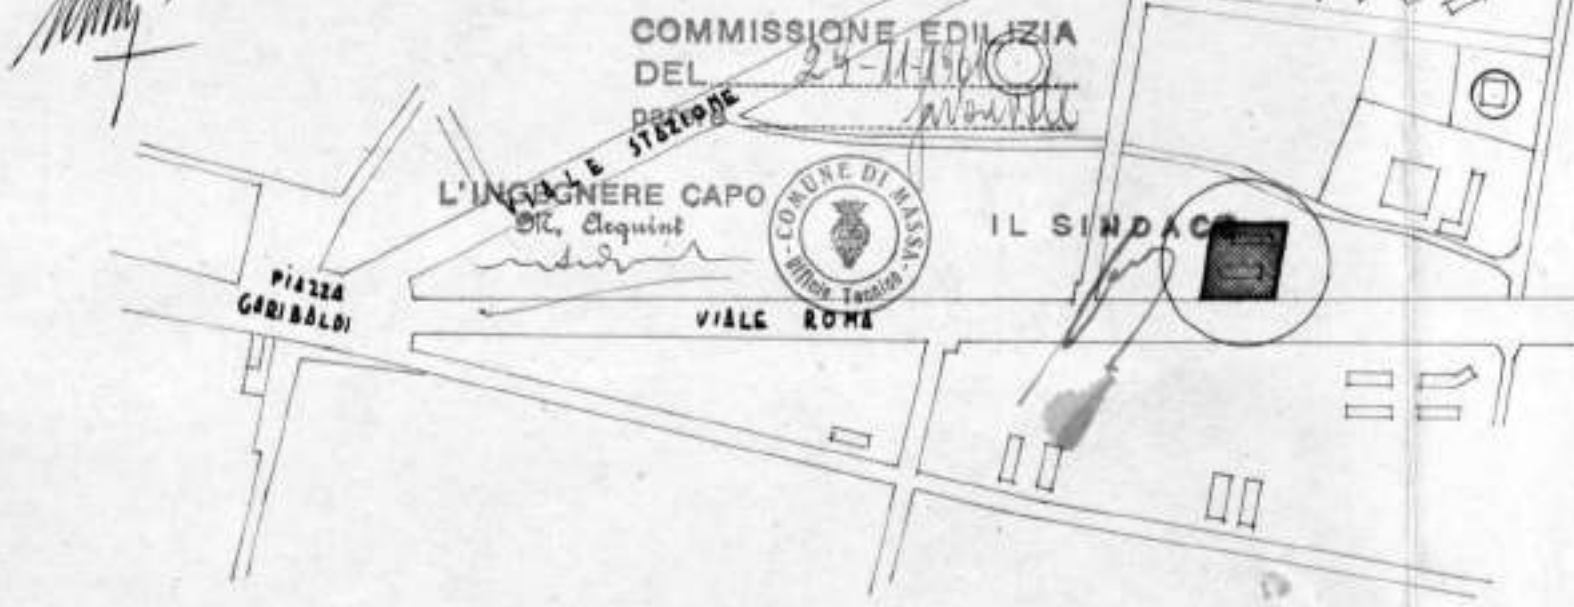 COMMISSIONE EDILIZIA
DEL 24-11-1961
VIALE STAZIONE
L'INGEGNERE CAPO
COMUNE DI MASSA
Ufficio Tecnico
IL SINDACO
PIAZZA
GARIBALDI
VIALE ROMA